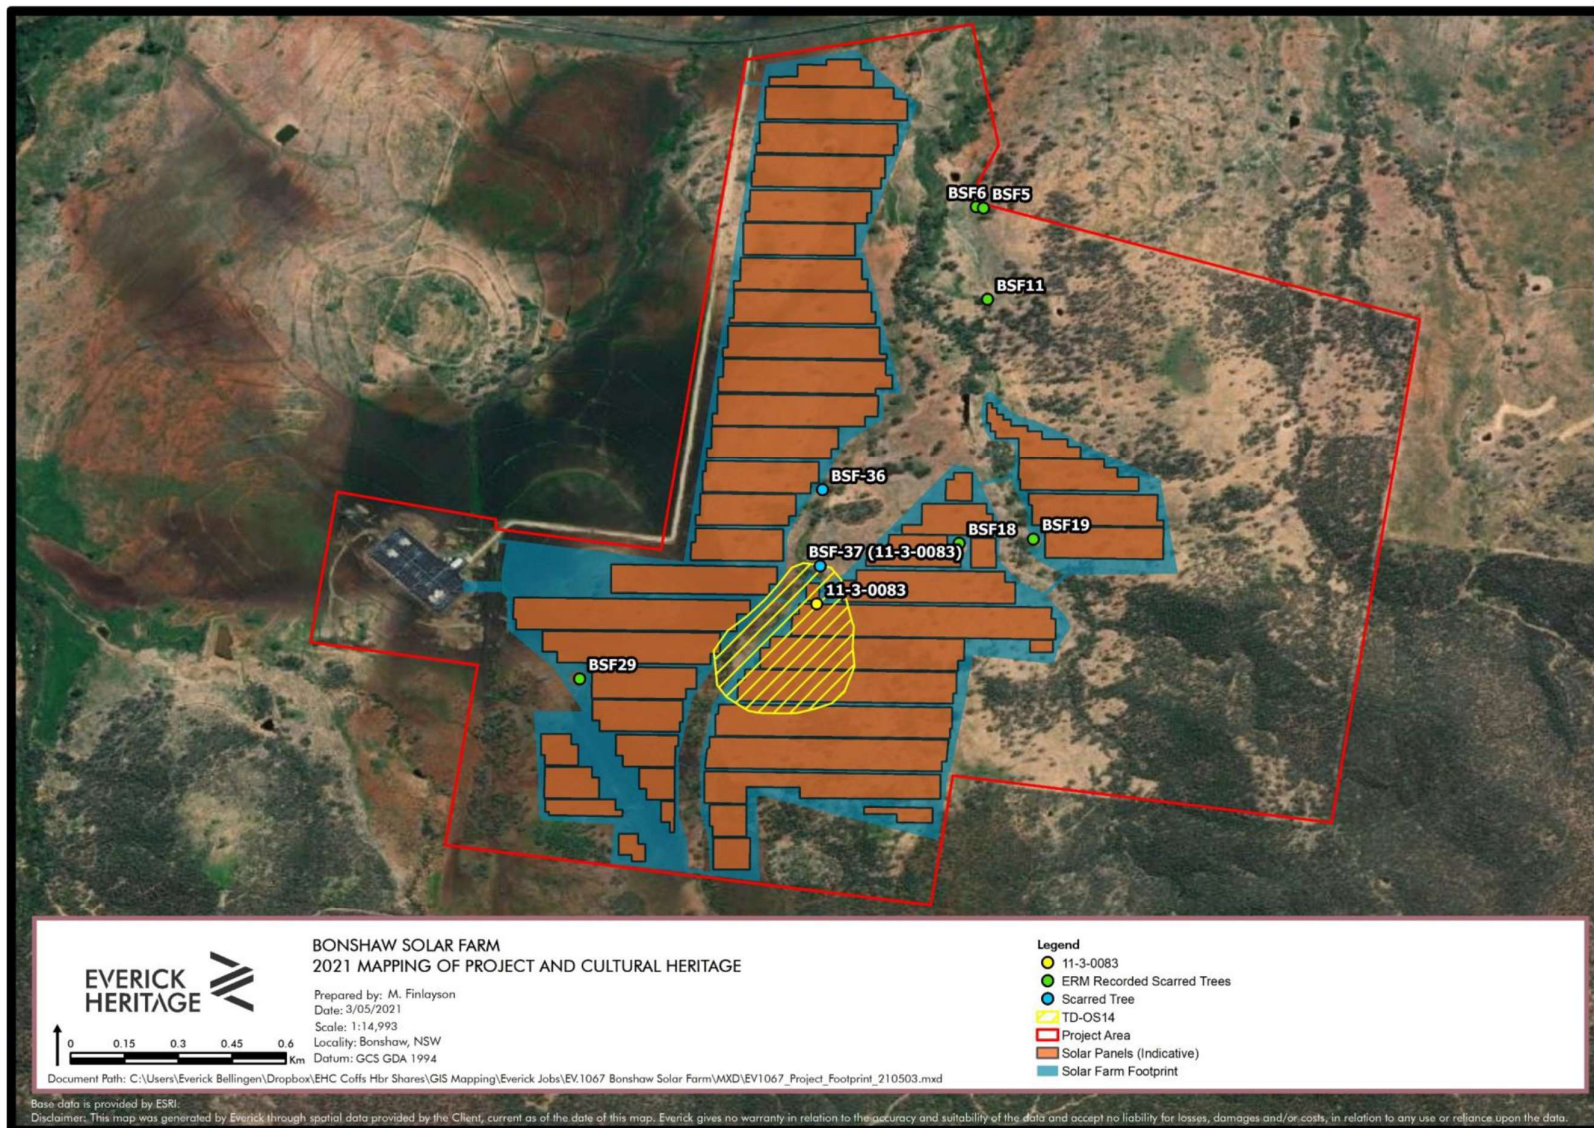 BSF6 BSF5
BSF11
BSF-36
BSF18 BSF19
BSF-37 (11-3-0083)
11-3-0083
BSF29
EVERICK
HERITAGE
BONSHAW SOLAR FARM
2021 MAPPING OF PROJECT AND CULTURAL HERITAGE
Prepared by: M. Finlayson
Date: 3/05/2021
Scale: 1:14,993
Locality: Bonshaw, NSW
Datum: GCS GDA 1994
0 0.15 0.3 0.45 0.6
Km
Legend
11-3-0083
ERM Recorded Scarred Trees
Scarred Tree
TD-OS14
Project Area
Solar Panels (Indicative)
Solar Farm Footprint
Document Path: C:\Users\Everick Bellingen\Dropbox\EHC Coffs Hbr Shares\GIS Mapping\Everick Jobs\EV.1067 Bonshaw Solar Farm\MXD\EV1067_Project_Footprint_210503.mxd
Base data is provided by ESRI.
Disclaimer: This map was generated by Everick through spatial data provided by the Client, current as of the date of this map. Everick gives no warranty in relation to the accuracy and suitability of the data and accept no liability for losses, damages and/or costs, in relation to any use or reliance upon the data.